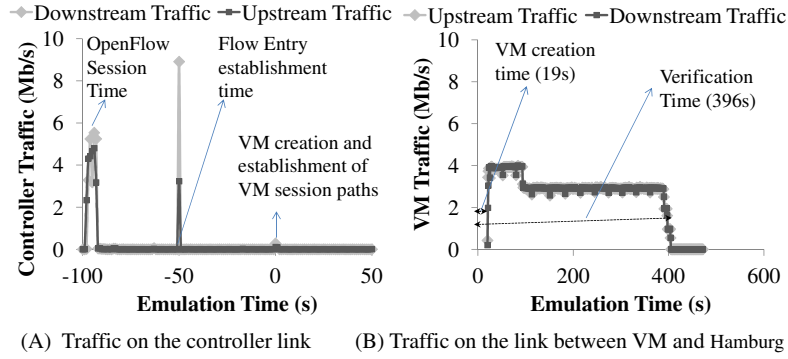 Downstream Traffic Upstream Traffic
OpenFlow
Session
Time
Flow Entry
establishment
time
VM creation and
establishment of
VM session paths
Controller Traffic (Mb/s)
10
8
6
4
2
0
-100 -50 0 50
Emulation Time (s)
(A) Traffic on the controller link
Upstream Traffic Downstream Traffic
VM creation
time (19s)
Verification
Time (396s)
VM Traffic (Mb/s)
10
8
6
4
2
0
0 200 400 600
Emulation Time (s)
(B) Traffic on the link between VM and Hamburg